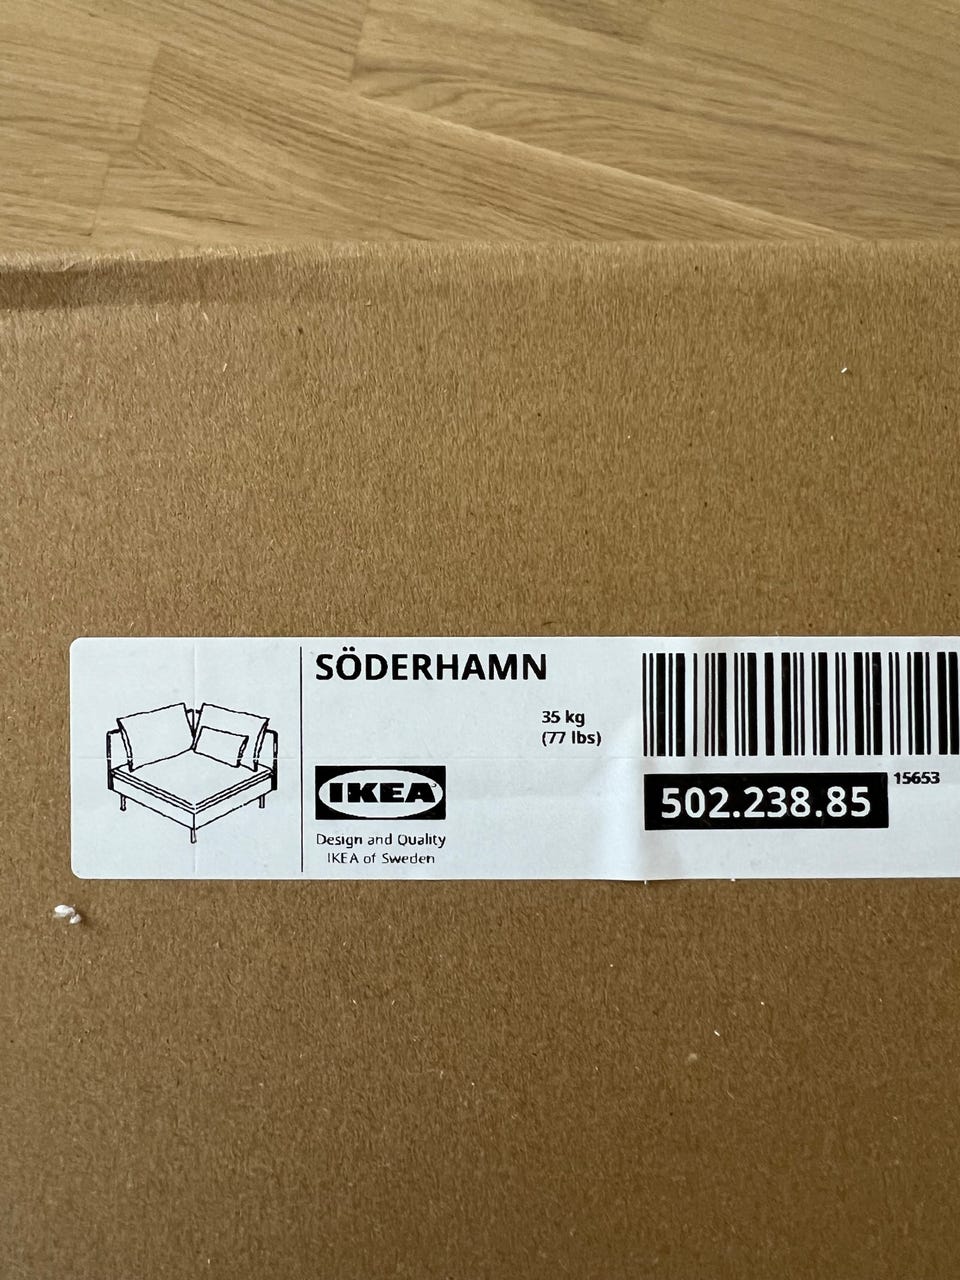 SÖDERHAMN
35 kg
(77 lbs)
IKEA
Design and Quality
IKEA of Sweden
15653
502.238.85